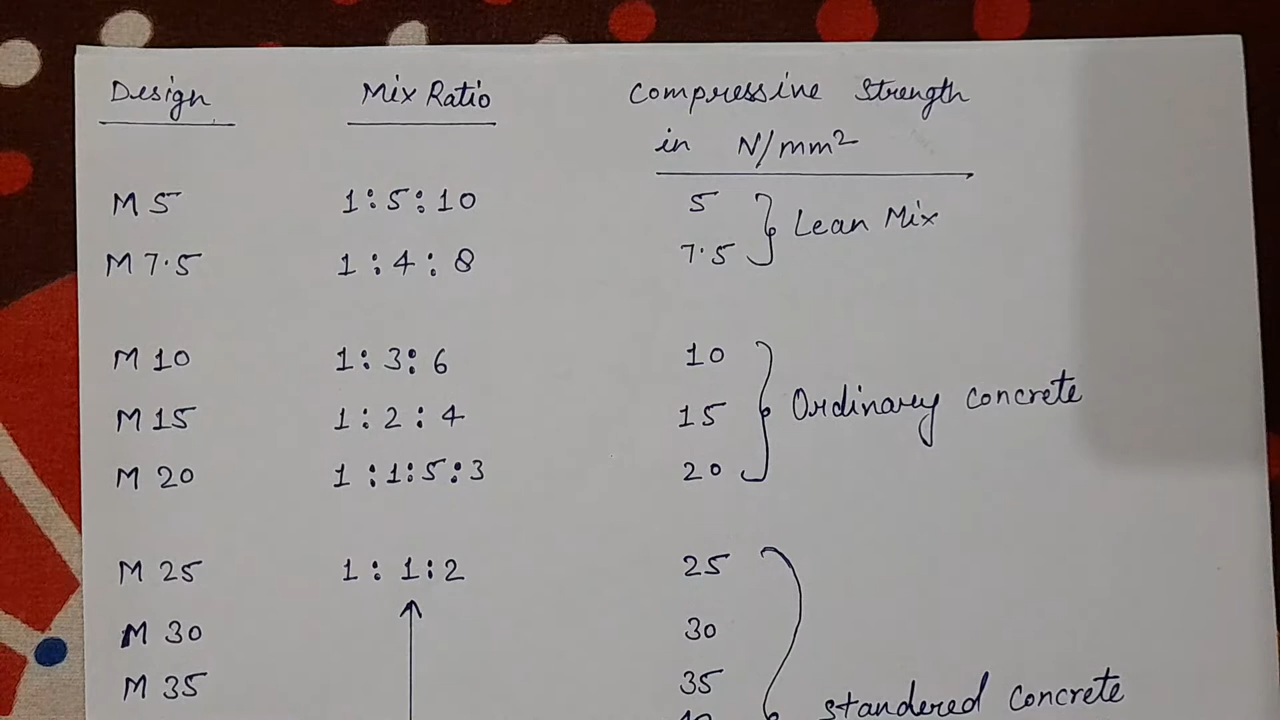 Design Mix Ratio Compressine Strength
in N/mm²
M 5 1:5:10 5
Lean Mix
M 7.5 1:4:8 7.5
M 10 1:3:6 10
M 15 1:2:4 15 Ordinary concrete
M 20 1:1:5:3 20
M 25 1:1:2 25
M 30 30
M 35 35
standered concrete